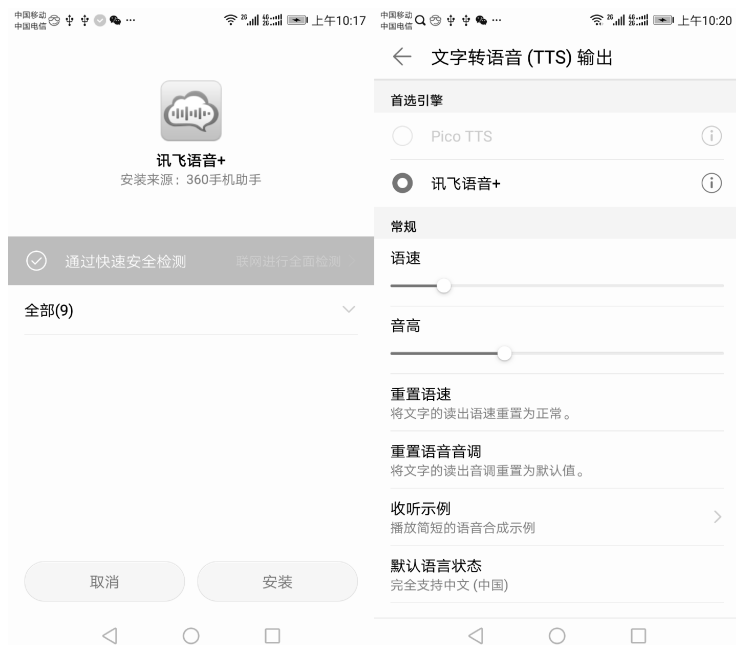 中国移动
中国电信
2G
4G
2G
上午10:17
讯飞语音+
安装来源：360手机助手
通过快速安全检测
联网进行全面检测
全部(9)
取消
安装
中国移动
中国电信
2G
4G
2G
上午10:20
文字转语音 (TTS) 输出
首选引擎
Pico TTS
讯飞语音+
常规
语速
音高
重置语速
将文字的读出语速重置为正常。
重置语音音调
将文字的读出音调重置为默认值。
收听示例
播放简短的语音合成示例
默认语言状态
完全支持中文 (中国)